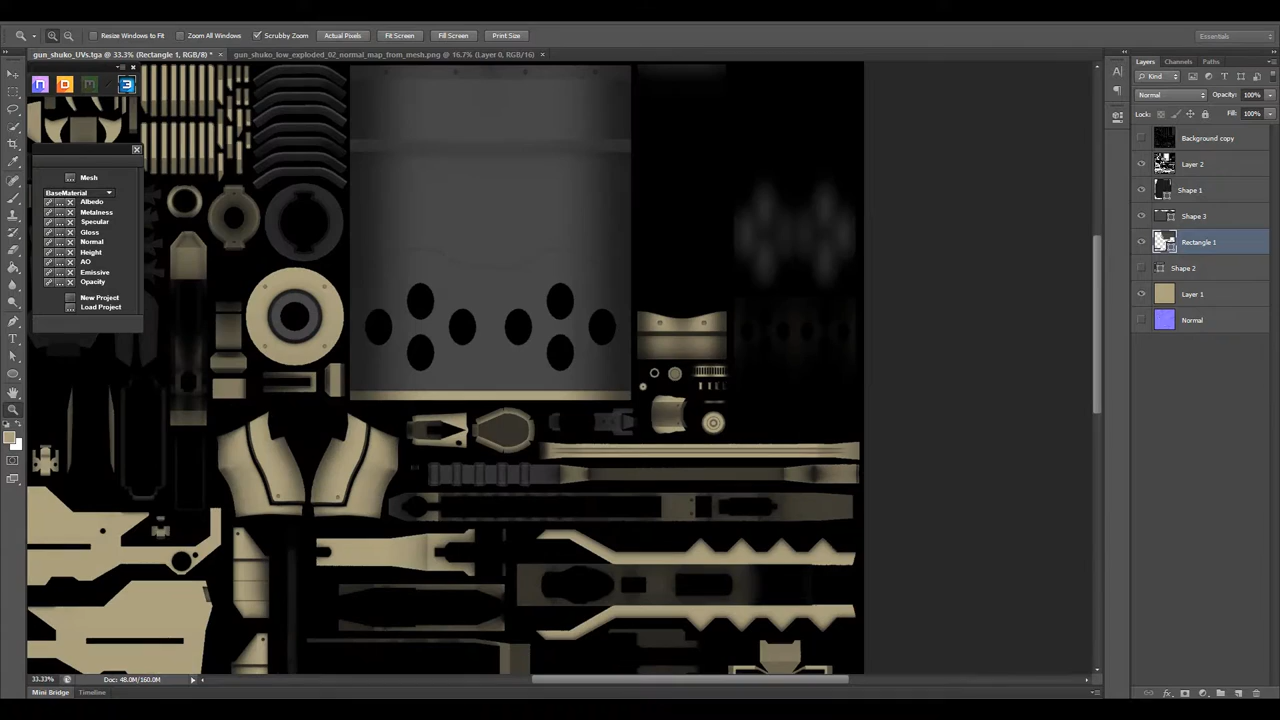 Resize Windows to Fit Zoom All Windows Scrubby Zoom Actual Pixels Fit Screen Fill Screen Print Size Essentials
gun_shuko_UVs.tga @ 33.3% (Rectangle 1, RGB/8) * × gun_shuko_low_exploded_02_normal_map_from_mesh.png @ 16.7% (Layer 0, RGB/16) ×
Layers Channels Paths
Kind
Normal Opacity: 100%
Lock: Fill: 100%
Background copy
Layer 2
Shape 1
Shape 3
Rectangle 1
Shape 2
Layer 1
Normal
n D m 3
Mesh
BaseMaterial
Albedo
Metalness
Specular
Gloss
Normal
Height
AO
Emissive
Opacity
New Project
Load Project
33.33% Doc: 48.0M/160.0M
Mini Bridge Timeline